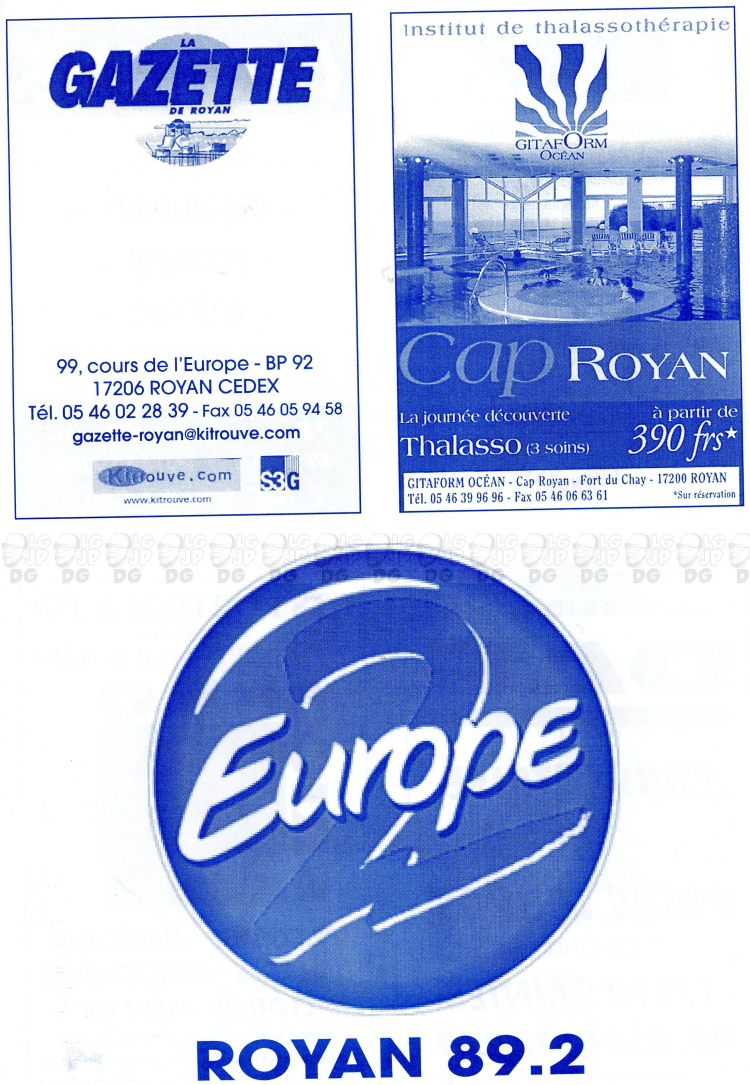 LA
GAZETTE
DE ROYAN
99, cours de l'Europe - BP 92
17206 ROYAN CEDEX
Tél. 05 46 02 28 39 - Fax 05 46 05 94 58
gazette-royan@kitrouve.com
Kitrouve.com
S3G
www.kitrouve.com
Institut de thalassothérapie
GITAFORM
OCÉAN
Cap ROYAN
La journée découverte
à partir de
Thalasso (3 soins)
390 frs*
GITAFORM OCÉAN - Cap Royan - Fort du Chay - 17200 ROYAN
Tél. 05 46 39 96 96 - Fax 05 46 06 63 61
*Sur réservation
Europe 2
ROYAN 89.2